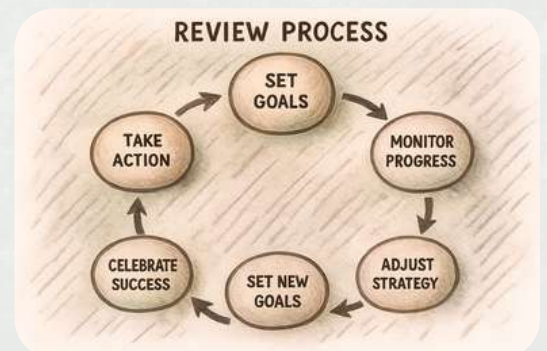 REVIEW PROCESS
SET
GOALS
MONITOR
PROGRESS
ADJUST
STRATEGY
SET NEW
GOALS
CELEBRATE
SUCCESS
TAKE
ACTION